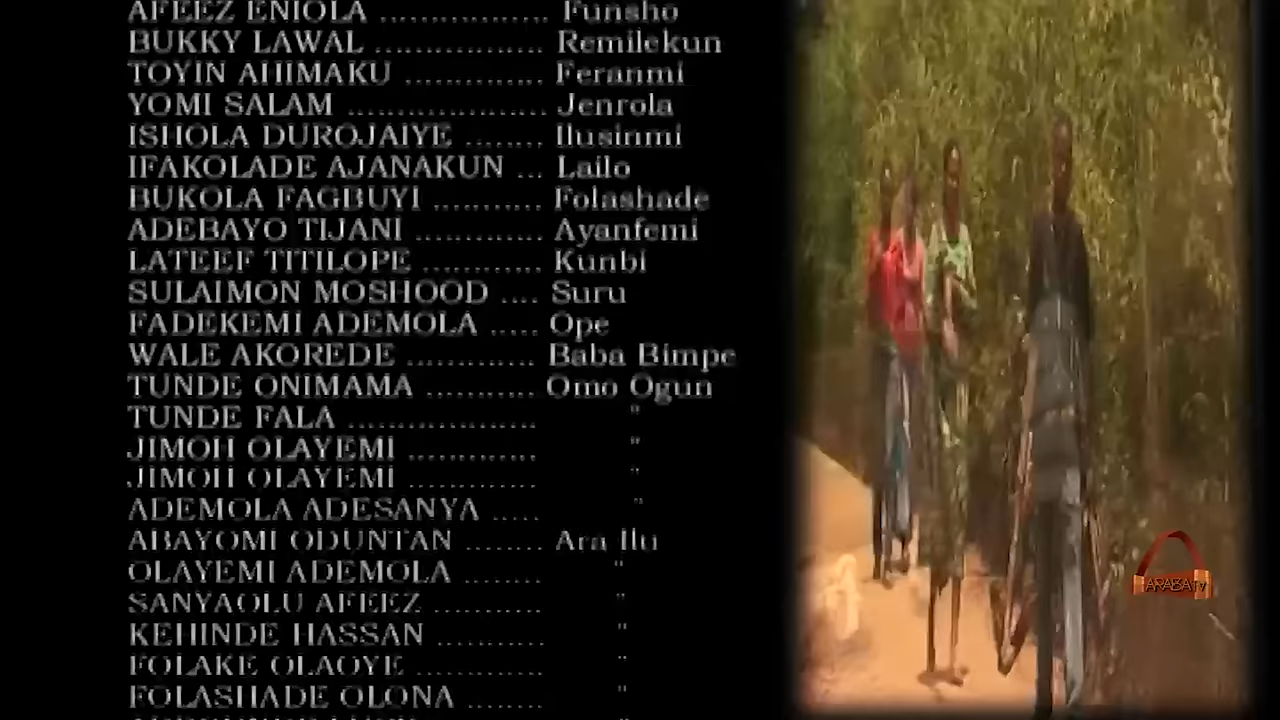 AFEEZ ENIOLA ................... Funsho
BUKKY LAWAL .................. Remilekun
TOYIN AHIMAKU ............... Feranmi
YOMI SALAM ..................... Jenrola
ISHOLA DUROJAIYE ........ Ilusinmi
IFAKOLADE AJANAKUN ... Lailo
BUKOLA FAGBUYI ........... Folashade
ADEBAYO TIJANI .............. Ayanfemi
LATEEF TITILOPE ............. Kunbi
SULAIMON MOSHOOD .... Suru
FADEKEMI ADEMOLA ..... Ope
WALE AKOREDE .............. Baba Bimpe
TUNDE ONIMAMA ............ Omo Ogun
TUNDE FALA .................... "
JIMOH OLAYEMI .............. "
JIMOH OLAYEMI .............. "
ADEMOLA ADESANYA ..... "
ABAYOMI ODUNTAN ........ Ara Ilu
OLAYEMI ADEMOLA ......... "
SANYAOLU AFEEZ ............. "
KEHINDE HASSAN ............ "
FOLAKE OLAOYE .............. "
FOLASHADE OLONA ......... "
ARABA TV